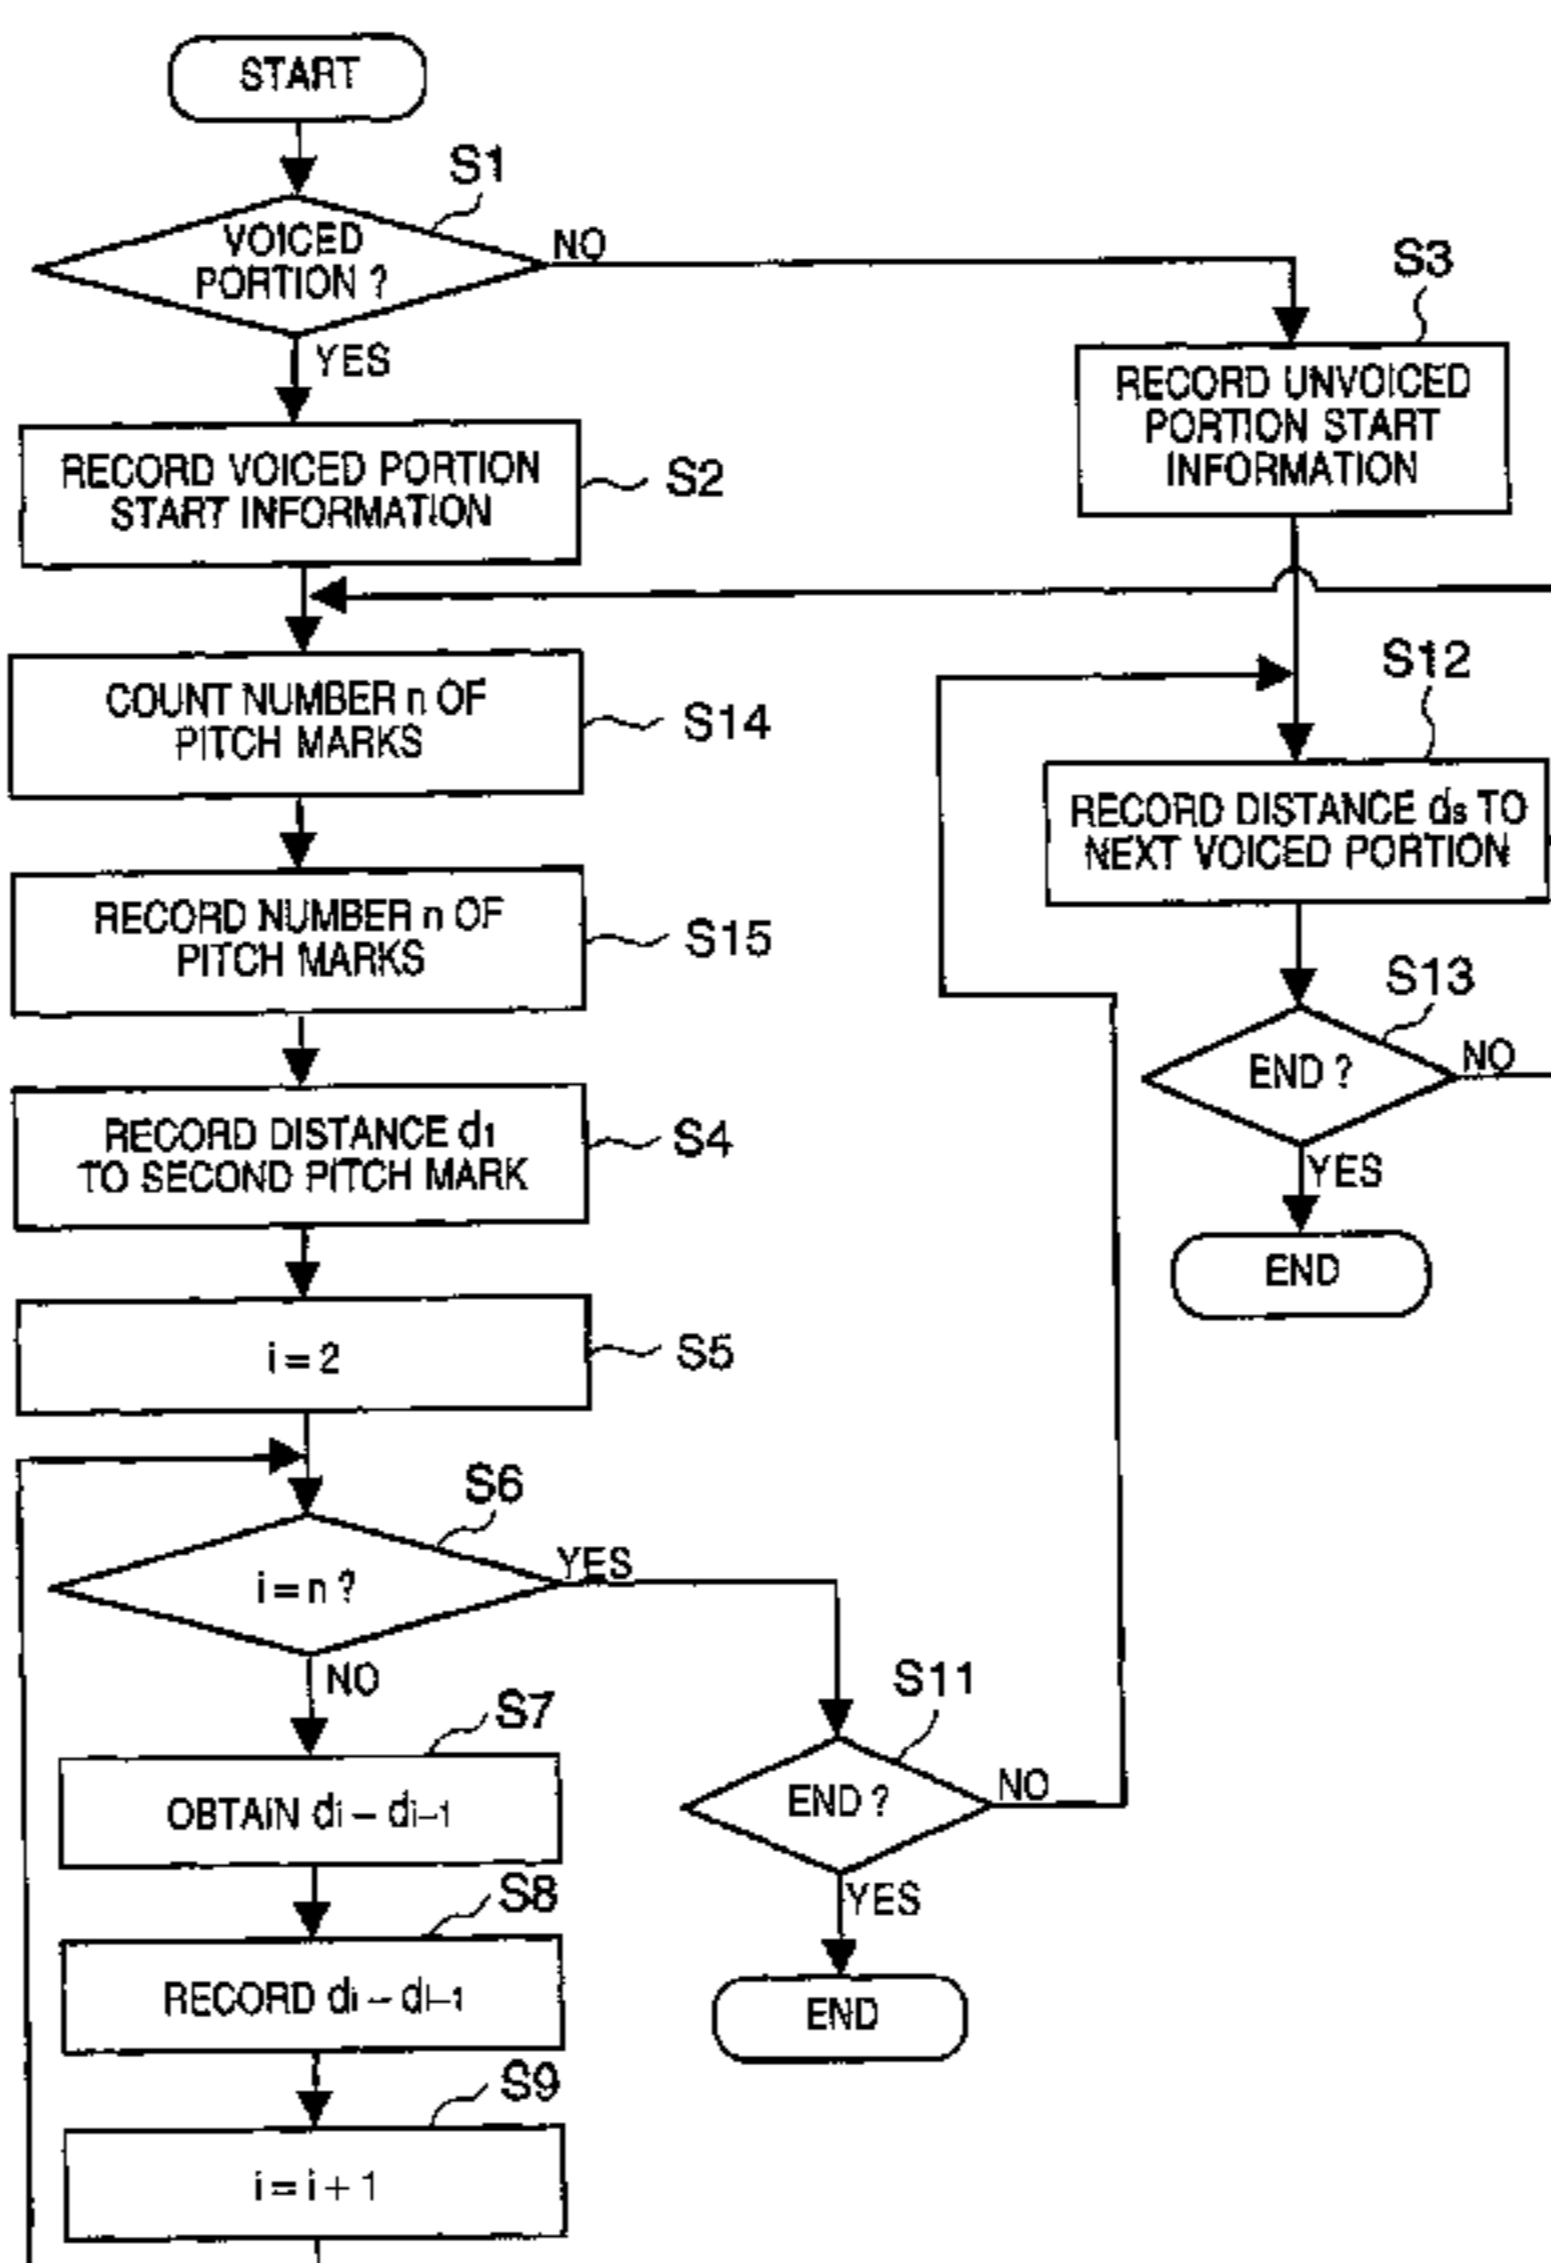 START
S1
VOICED
PORTION ?
NO
YES
S3
RECORD UNVOICED
PORTION START
INFORMATION
RECORD VOICED PORTION
START INFORMATION
S2
COUNT NUMBER n OF
PITCH MARKS
S14
S12
RECORD DISTANCE ds TO
NEXT VOICED PORTION
RECORD NUMBER n OF
PITCH MARKS
S15
S13
END ?
NO
YES
END
RECORD DISTANCE d1
TO SECOND PITCH MARK
S4
i = 2
S5
S6
i = n ?
YES
NO
S11
END ?
NO
YES
END
S7
OBTAIN di – di–1
S8
RECORD di – di–1
S9
i = i + 1